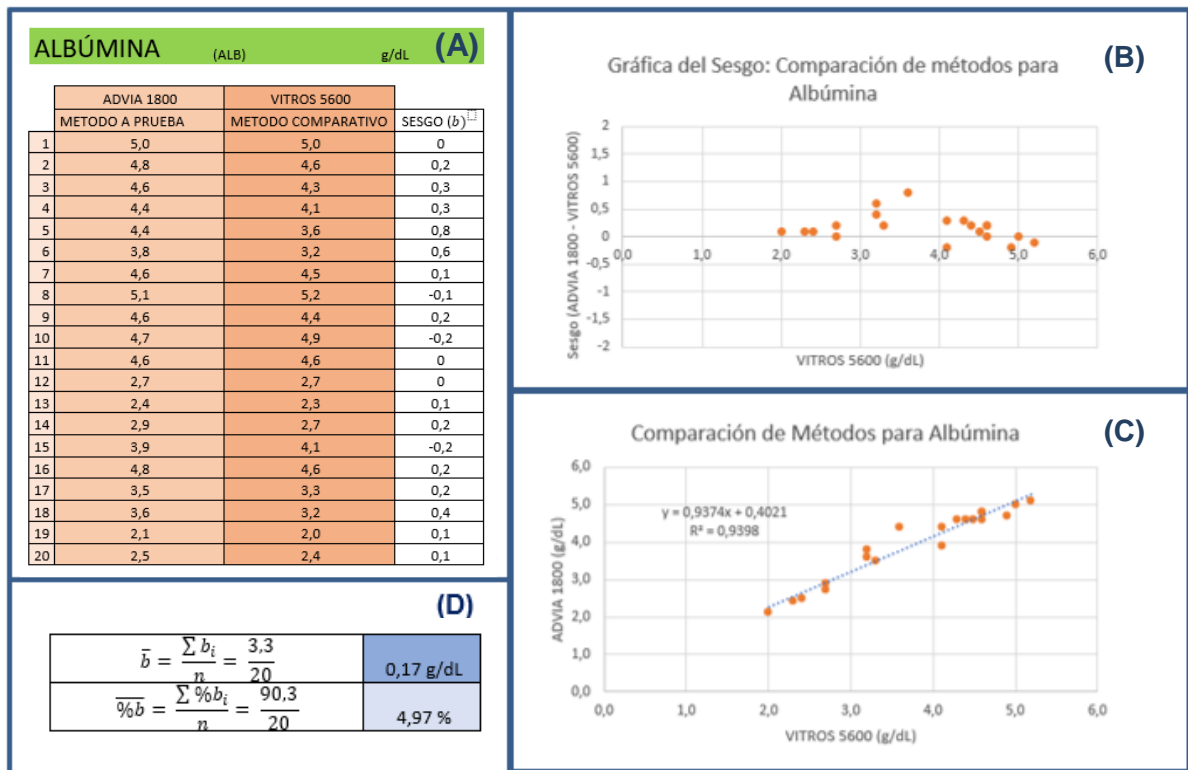 ALBÚMINA (ALB) g/dL (A)
ADVIA 1800 VITROS 5600
METODO A PRUEBA METODO COMPARATIVO SESGO (b)
1 5,0 5,0 0
2 4,8 4,6 0,2
3 4,6 4,3 0,3
4 4,4 4,1 0,3
5 4,4 3,6 0,8
6 3,8 3,2 0,6
7 4,6 4,5 0,1
8 5,1 5,2 -0,1
9 4,6 4,4 0,2
10 4,7 4,9 -0,2
11 4,6 4,6 0
12 2,7 2,7 0
13 2,4 2,3 0,1
14 2,9 2,7 0,2
15 3,9 4,1 -0,2
16 4,8 4,6 0,2
17 3,5 3,3 0,2
18 3,6 3,2 0,4
19 2,1 2,0 0,1
20 2,5 2,4 0,1
(B)
Gráfica del Sesgo: Comparación de métodos para
Albúmina
Sesgo (ADVIA 1800 - VITROS 5600)
2
1,5
1
0,5
0
-0,5
-1
-1,5
-2
0,0 1,0 2,0 3,0 4,0 5,0 6,0
VITROS 5600 (g/dL)
(C)
Comparación de Métodos para Albúmina
ADVIA 1800 (g/dL)
6,0
5,0
4,0
3,0
2,0
1,0
0,0
y = 0,9374x + 0,4021
R² = 0,9398
0,0 1,0 2,0 3,0 4,0 5,0 6,0
VITROS 5600 (g/dL)
(D)
b̄ = ∑ b_i / n = 3,3 / 20 0,17 g/dL
%b̅ = ∑ %b_i / n = 90,3 / 20 4,97 %